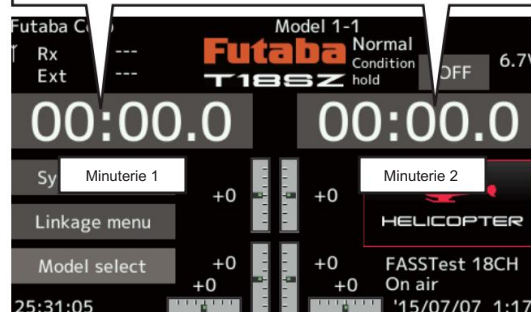 Futaba Model 1-1
Rx ---
Ext ---
Futaba
T18SZ
Normal
Condition
hold
OFF
6.7V
00:00.0
00:00.0
Minuterie 1
Minuterie 2
+0
+0
HELICOPTER
Linkage menu
Model select
+0
+0
+0
+0
FASSTest 18CH
On air
25:31:05
'15/07/07 1:17